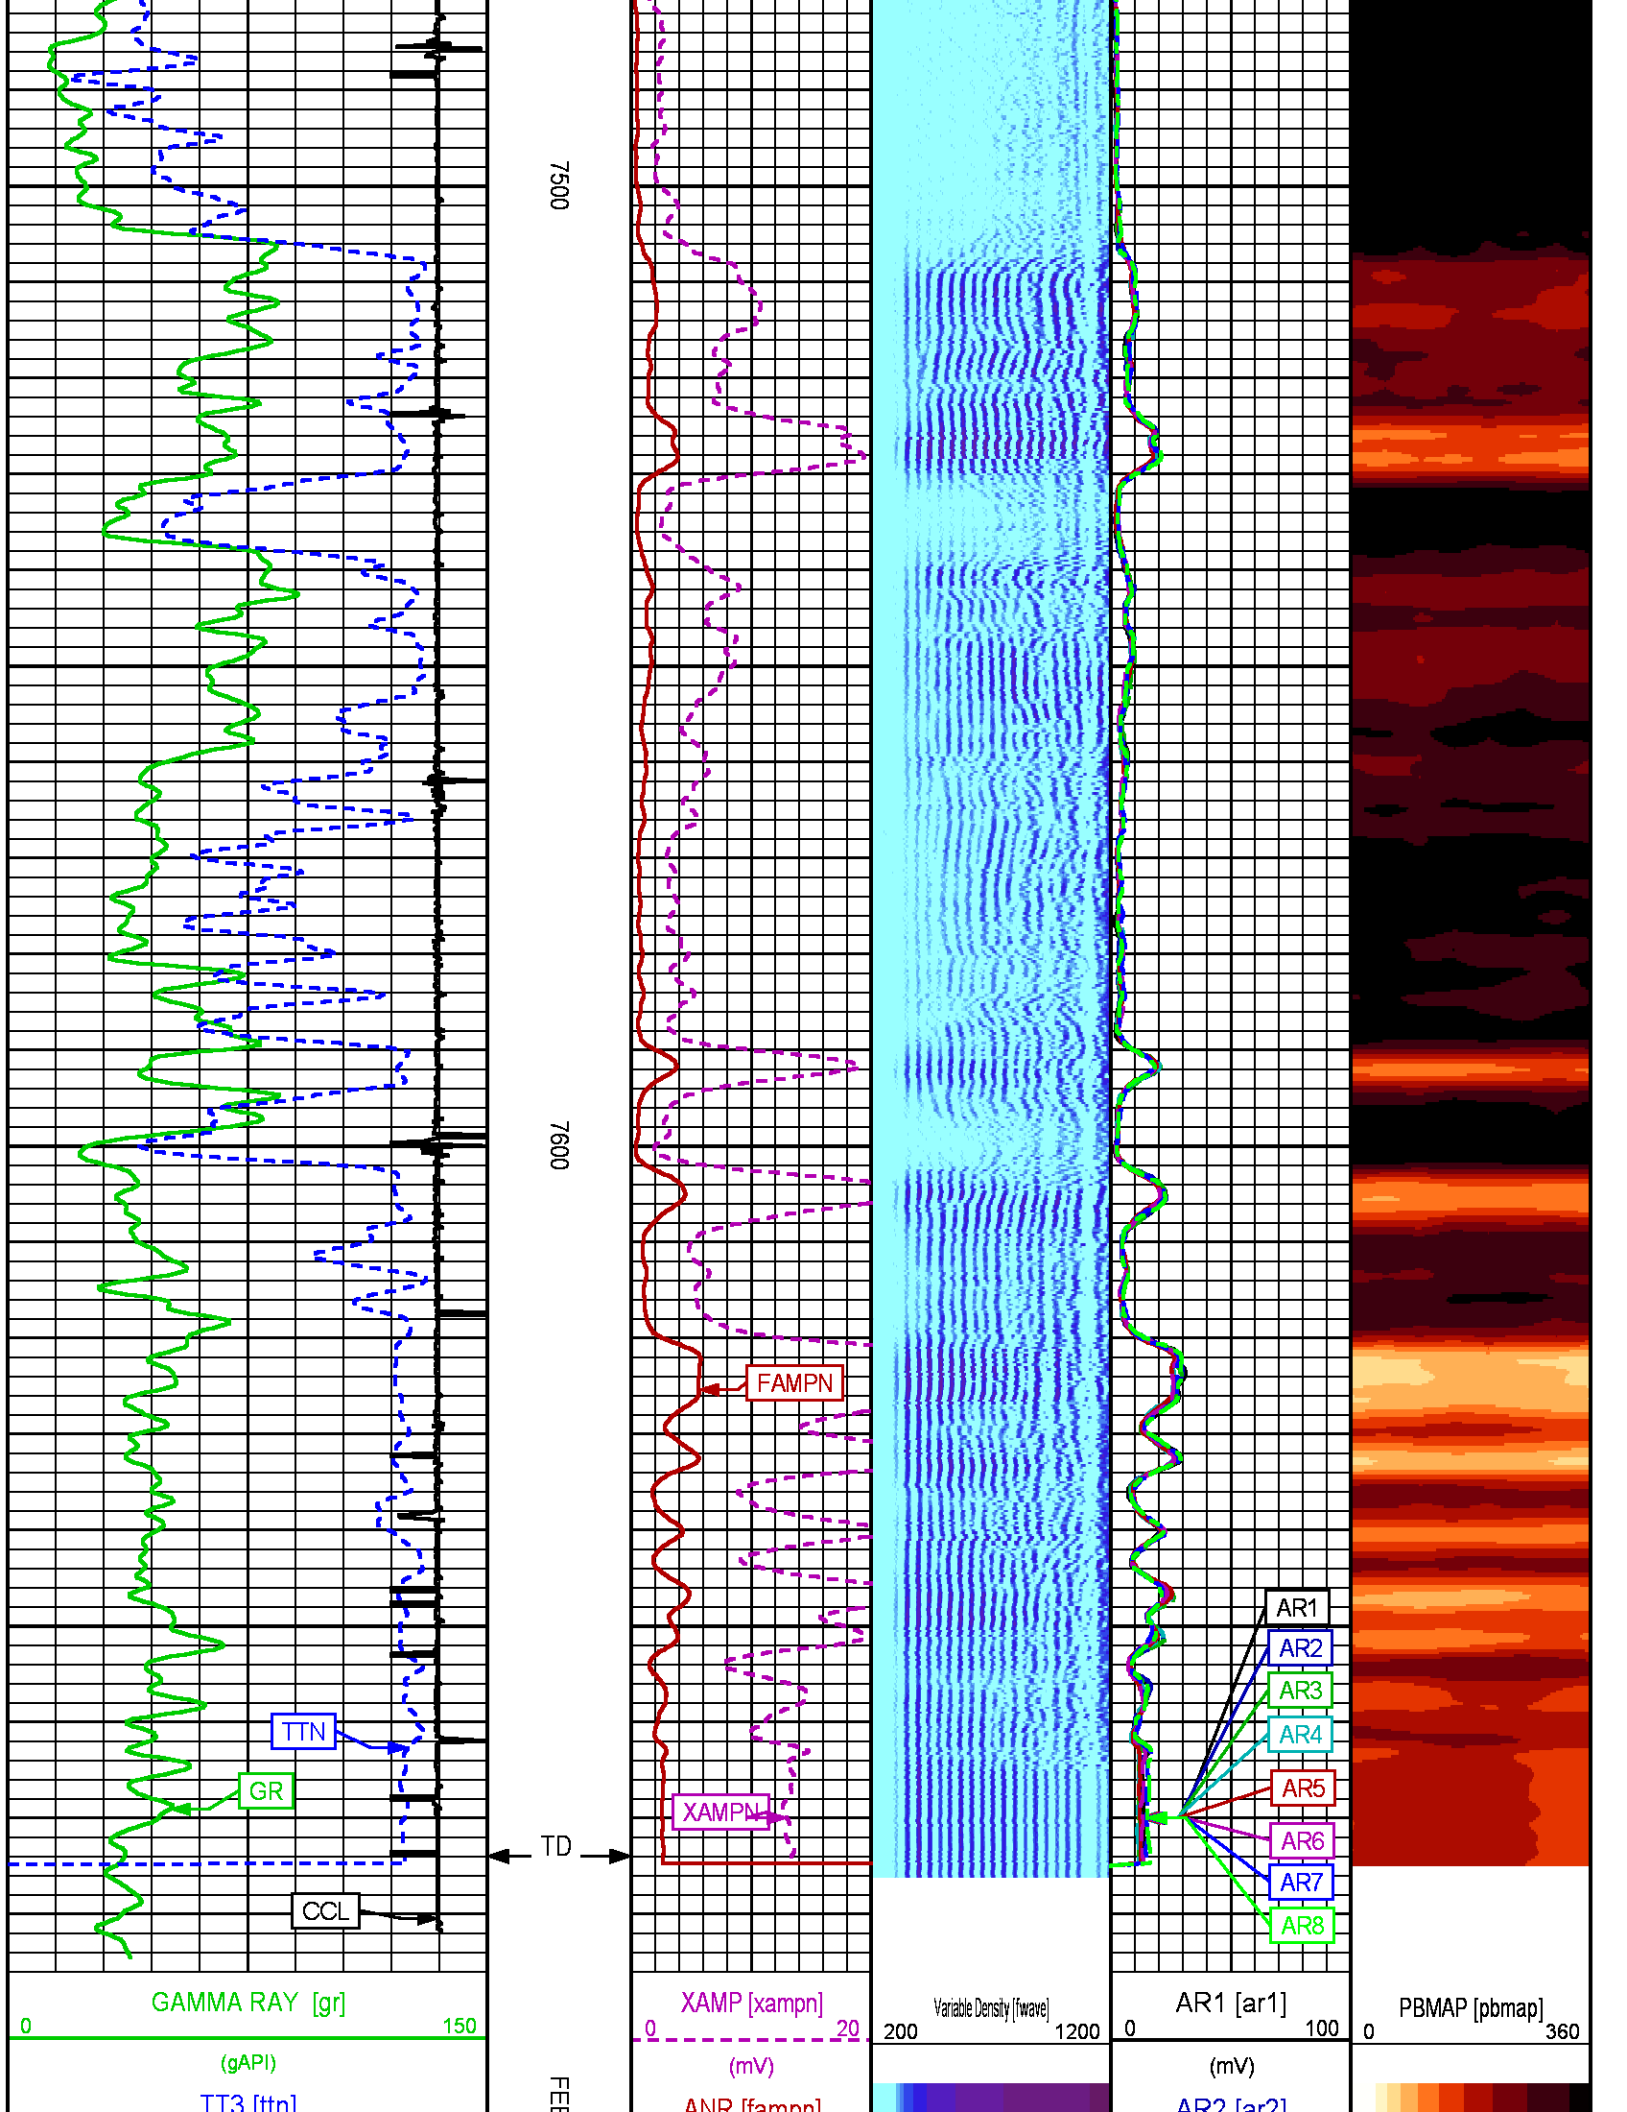 7500
7600
FAMPN
AR1
AR2
AR3
AR4
AR5
AR6
AR7
AR8
TTN
GR
XAMPN
TD
CCL
GAMMA RAY [gr]
0 150
(gAPI)
TT3 [ttn]
XAMP [xampn]
0 20
(mV)
ANR [fampn]
Variable Density [fwave]
200 1200
AR1 [ar1]
0 100
(mV)
AR2 [ar2]
PBMAP [pbmap]
0 360